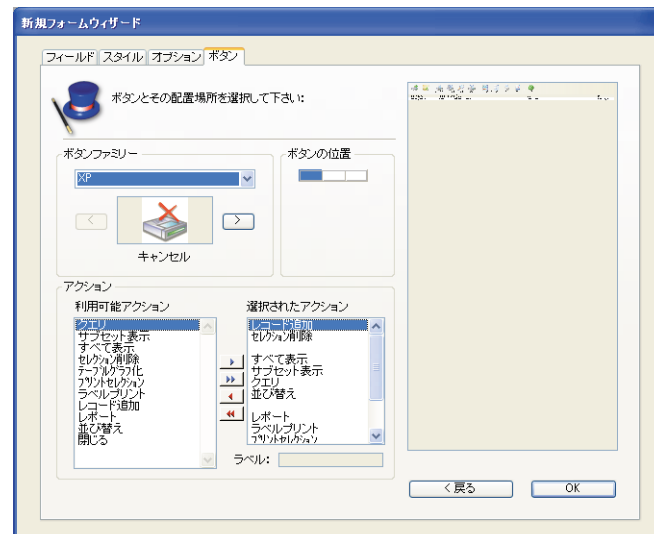 新規フォームウィザード
フィールド スタイル オプション ボタン
ボタンとその配置場所を選択して下さい:
ボタンファミリー
ボタンの位置
XP
<
>
キャンセル
アクション
利用可能アクション
選択されたアクション
クエリ
サブセット表示
すべて表示
セレクション削除
テーブルグラフ化
プリントセレクション
ラベルプリント
レコード追加
レポート
並び替え
閉じる
レコード追加
セレクション削除
すべて表示
サブセット表示
クエリ
並び替え
レポート
ラベルプリント
プリントセレクション
ラベル:
<戻る
OK